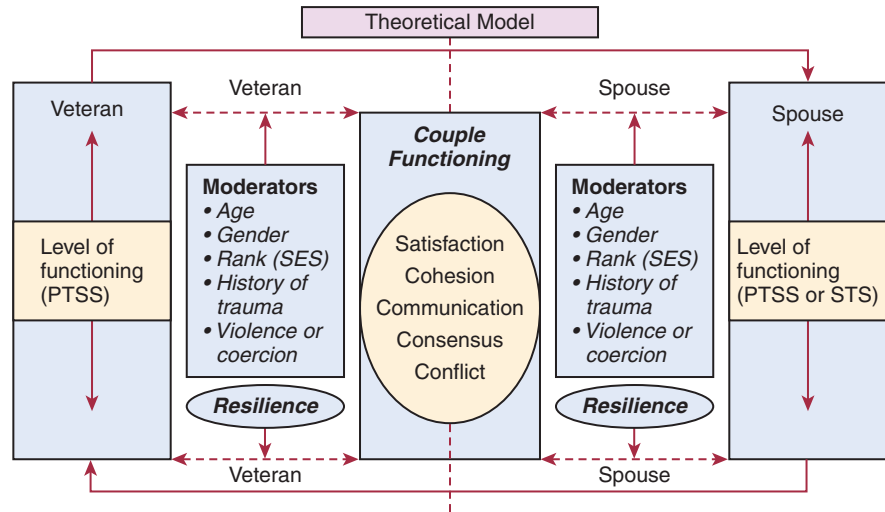 Theoretical Model
Veteran
Spouse
Veteran
Spouse
Couple
Functioning
Moderators
• Age
• Gender
• Rank (SES)
• History of
trauma
• Violence or
coercion
Moderators
• Age
• Gender
• Rank (SES)
• History of
trauma
• Violence or
coercion
Level of
functioning
(PTSS)
Satisfaction
Cohesion
Communication
Consensus
Conflict
Level of
functioning
(PTSS or STS)
Resilience
Resilience
Veteran
Spouse